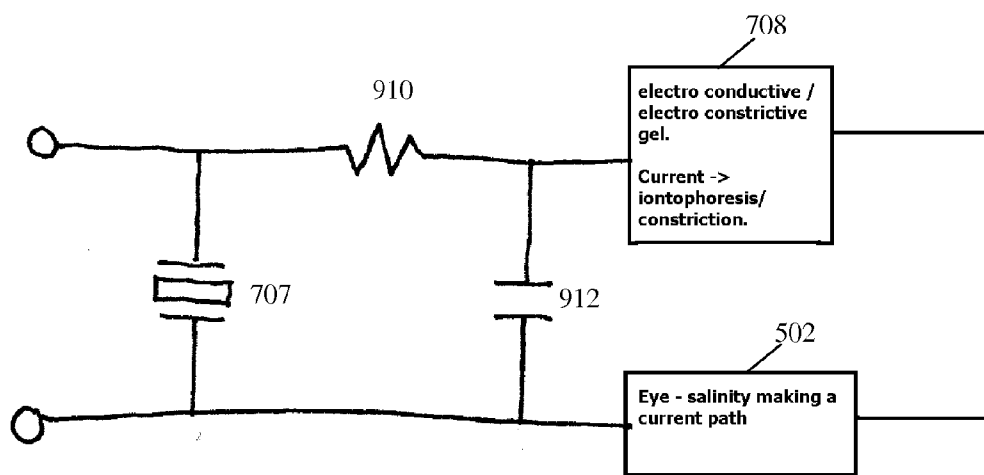 708
910
electro conductive /
electro constrictive
gel.
Current ->
iontophoresis/
constriction.
707
912
502
Eye - salinity making a
current path